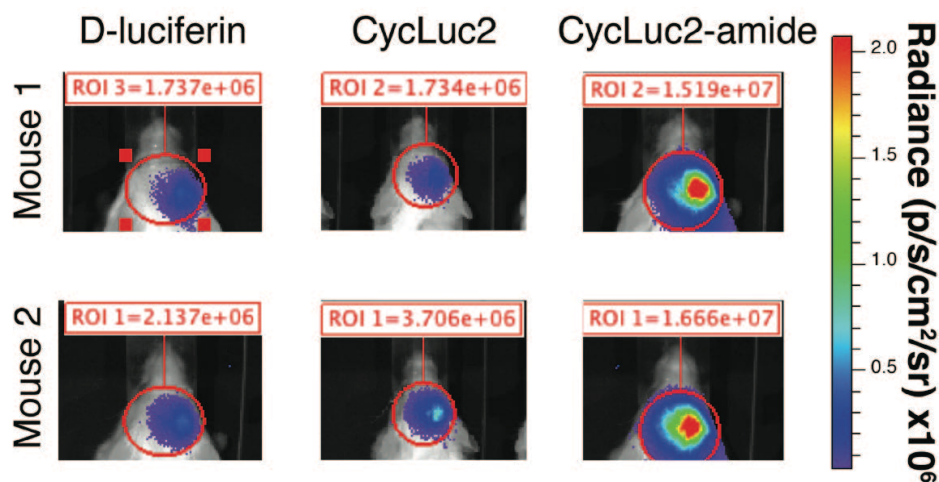 D-luciferin CycLuc2 CycLuc2-amide
Mouse 1
ROI 3=1.737e+06 ROI 2=1.734e+06 ROI 2=1.519e+07
Mouse 2
ROI 1=2.137e+06 ROI 1=3.706e+06 ROI 1=1.666e+07
2.0
1.5
1.0
0.5
Radiance (p/s/cm²/sr) x10⁶